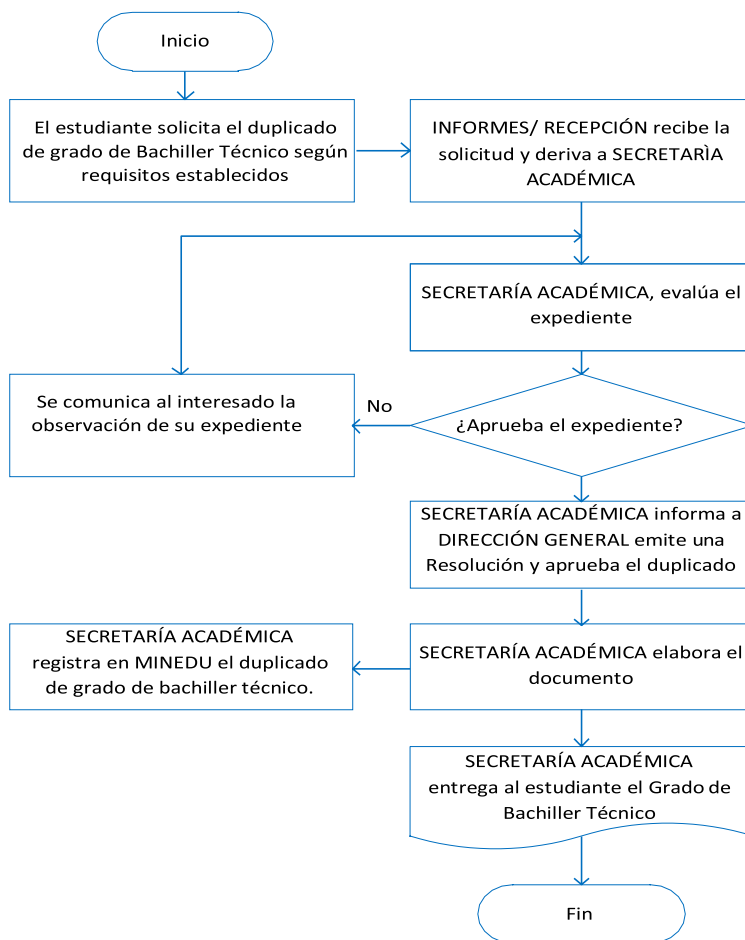 Inicio
El estudiante solicita el duplicado
de grado de Bachiller Técnico según
requisitos establecidos
INFORMES/ RECEPCIÓN recibe la
solicitud y deriva a SECRETARÌA
ACADÉMICA
SECRETARÍA ACADÉMICA, evalúa el
expediente
Se comunica al interesado la
observación de su expediente
No
¿Aprueba el expediente?
SECRETARÍA ACADÉMICA informa a
DIRECCIÓN GENERAL emite una
Resolución y aprueba el duplicado
SECRETARÍA ACADÉMICA
registra en MINEDU el duplicado
de grado de bachiller técnico.
SECRETARÍA ACADÉMICA elabora el
documento
SECRETARÍA ACADÉMICA
entrega al estudiante el Grado de
Bachiller Técnico
Fin